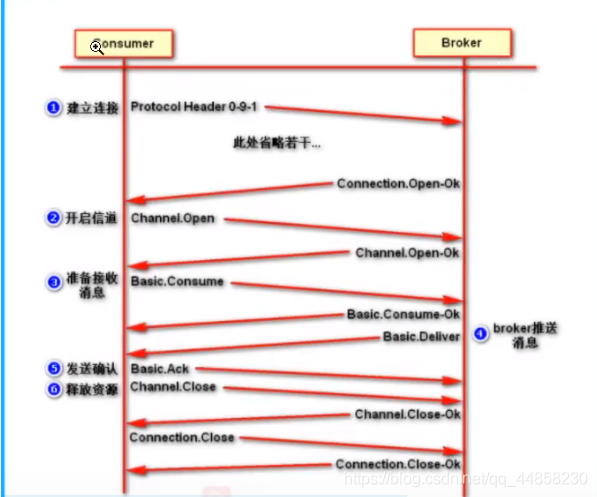 Consumer
Broker
1 建立连接 Protocol Header 0-9-1
此处省略若干...
Connection.Open-Ok
2 开启信道 Channel.Open
Channel.Open-Ok
3 准备接收
消息
Basic.Consume
Basic.Consume-Ok
Basic.Deliver
4 broker推送
消息
5 发送确认 Basic.Ack
6 释放资源 Channel.Close
Channel.Close-Ok
Connection.Close
Connection.Close-Ok
https://blog.csdn.net/qq_44858230